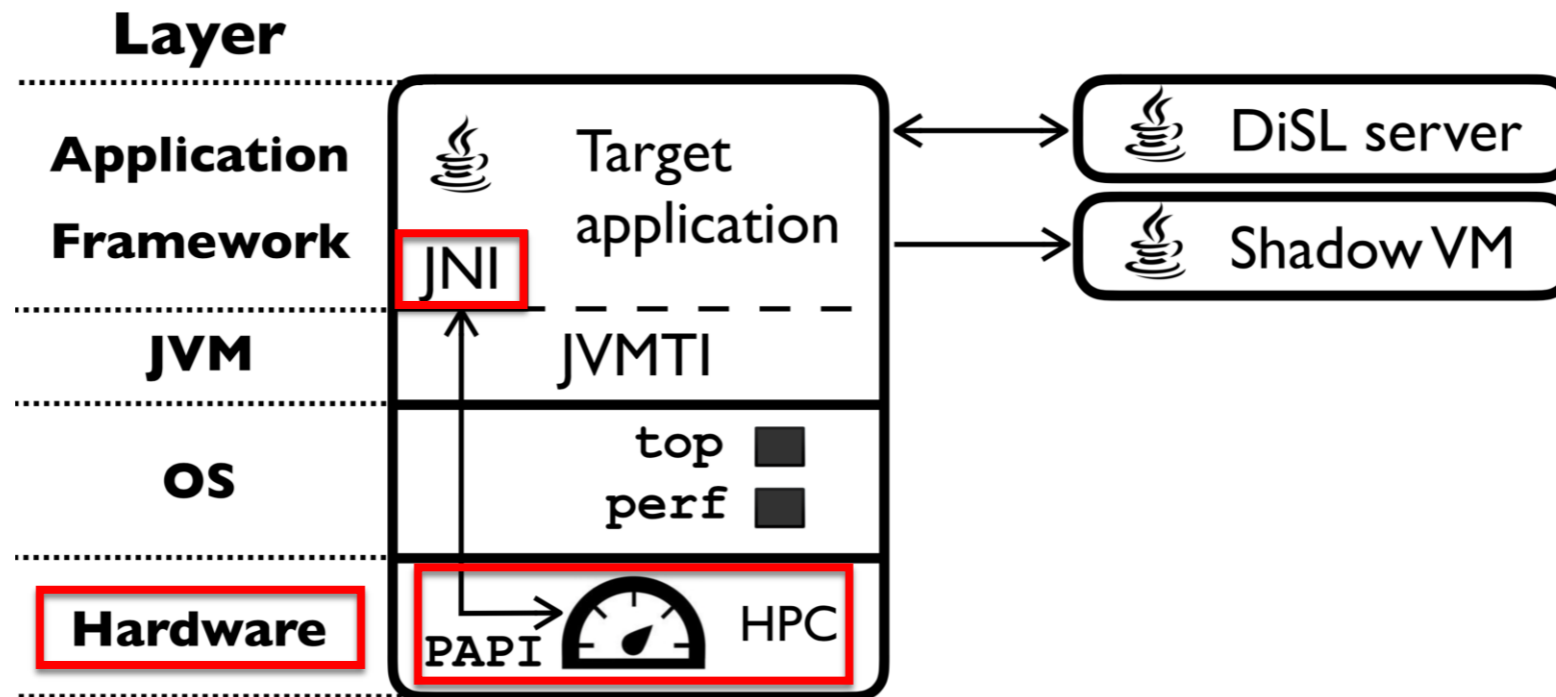 Layer
Application
Framework
JVM
OS
Hardware
Target
application
JNI
JVMTI
top
perf
PAPI
HPC
DiSL server
Shadow VM